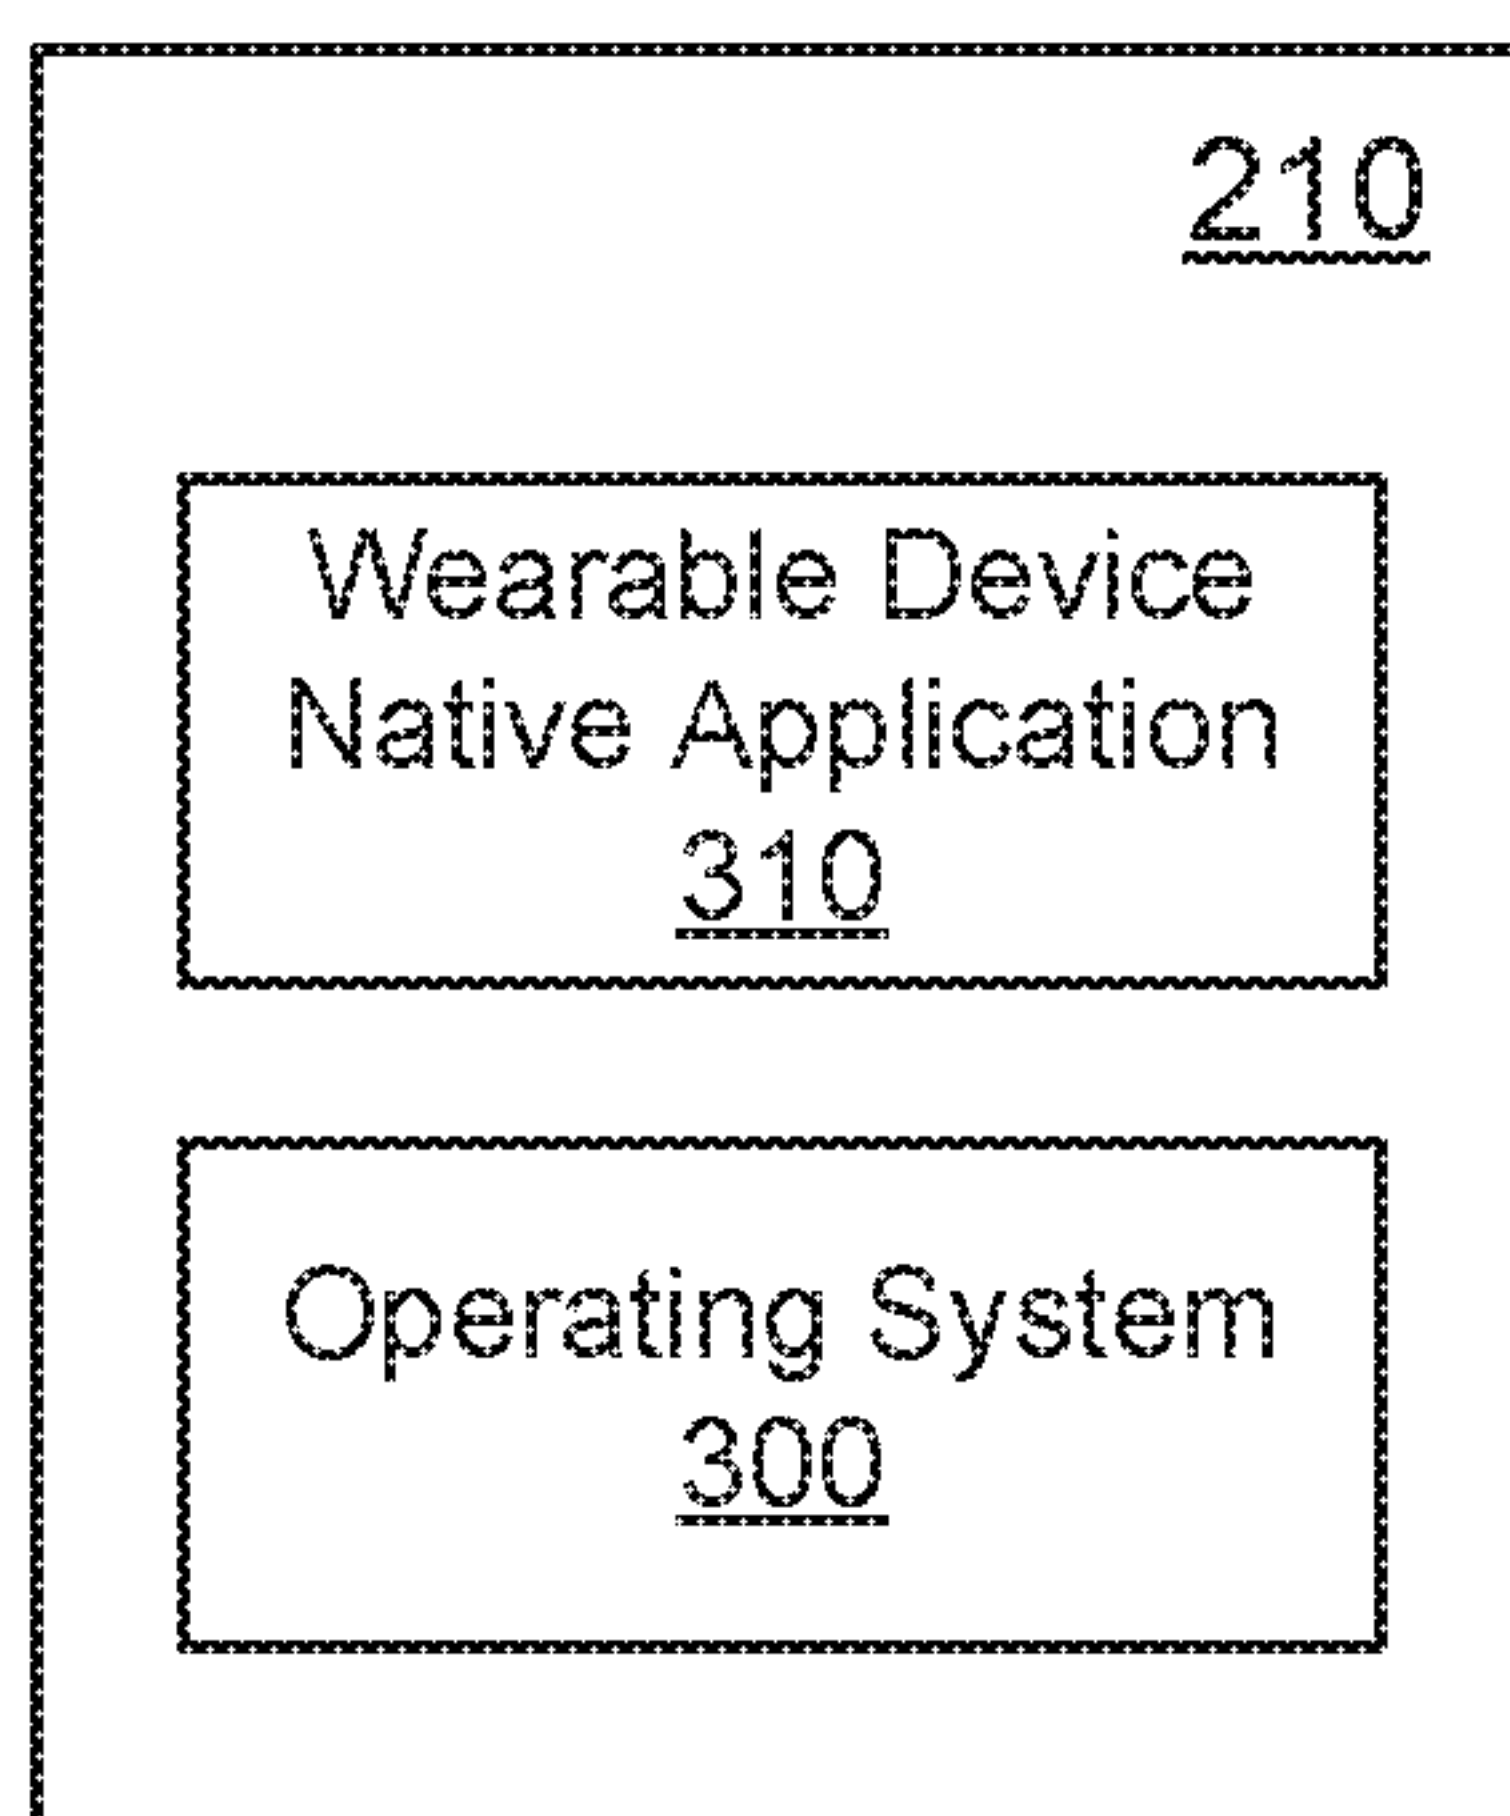 210
Wearable Device
Native Application
310
Operating System
300